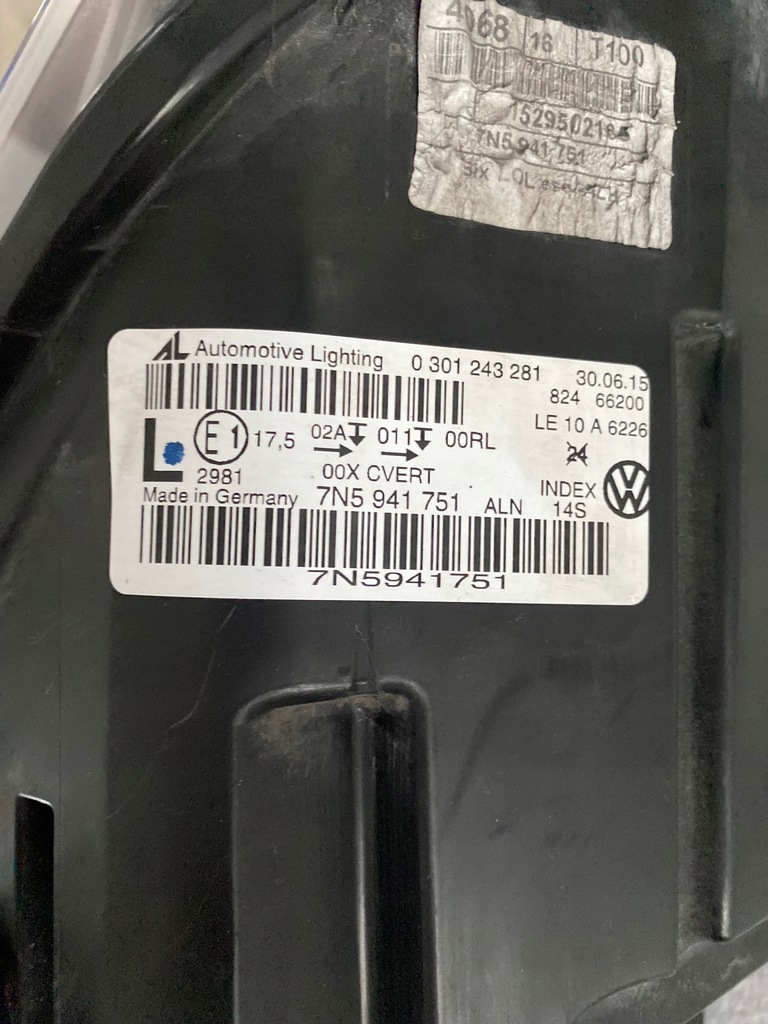 4068 16 T100
7N5 941 751
AL Automotive Lighting 0 301 243 281 30.06.15
824 66200
LE 10 A 6226
L E1 17,5 02A 011 00RL
24
2981 00X CVERT
INDEX VW
Made in Germany 7N5 941 751 ALN 14S
7N5941751